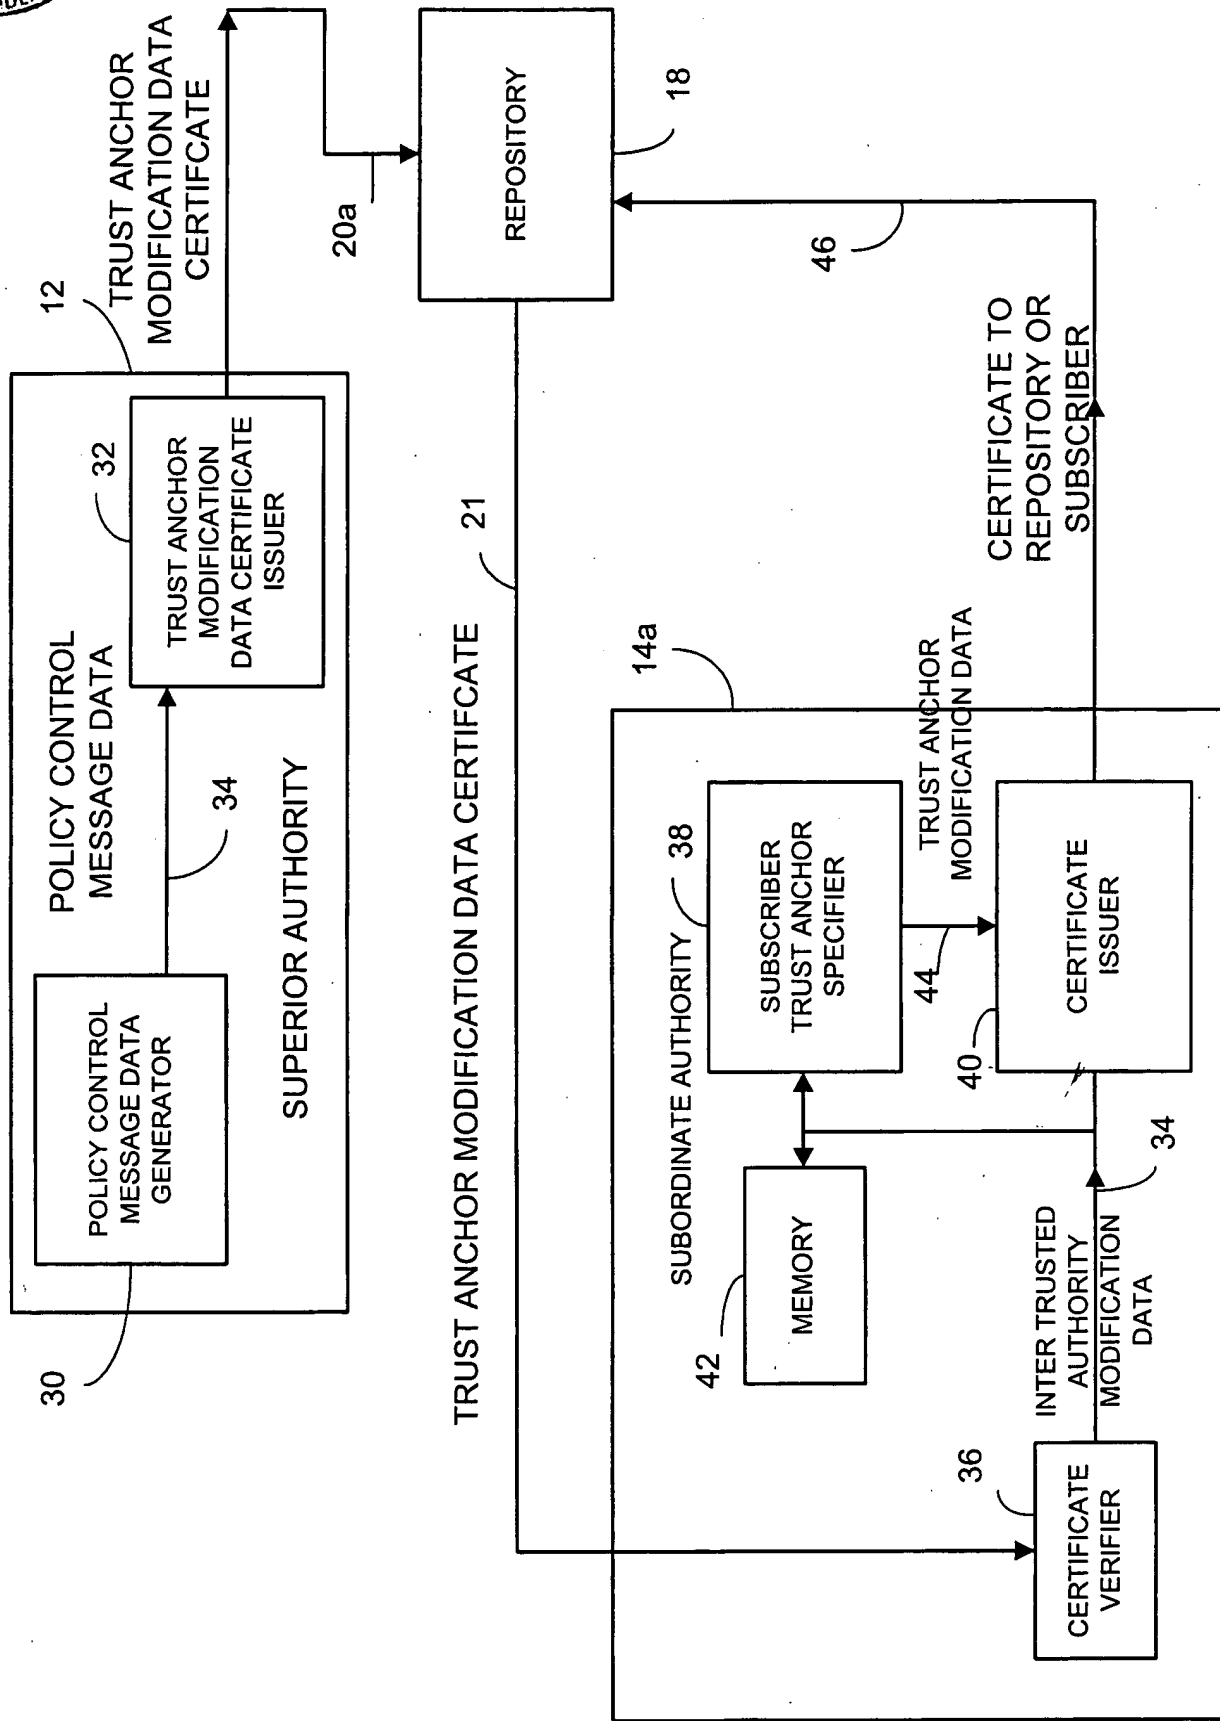 30
POLICY CONTROL
MESSAGE DATA
GENERATOR
POLICY CONTROL
MESSAGE DATA
34
32
TRUST ANCHOR
MODIFICATION
DATA CERTIFICATE
ISSUER
12
SUPERIOR AUTHORITY
TRUST ANCHOR
MODIFICATION DATA
CERTIFCATE
20a
REPOSITORY
18
TRUST ANCHOR MODIFICATION DATA CERTIFCATE
21
46
14a
SUBORDINATE AUTHORITY
42
MEMORY
38
SUBSCRIBER
TRUST ANCHOR
SPECIFIER
TRUST ANCHOR
MODIFICATION DATA
44
36
CERTIFICATE
VERIFIER
INTER TRUSTED
AUTHORITY
MODIFICATION
DATA
34
40
CERTIFICATE
ISSUER
CERTIFICATE TO
REPOSITORY OR
SUBSCRIBER